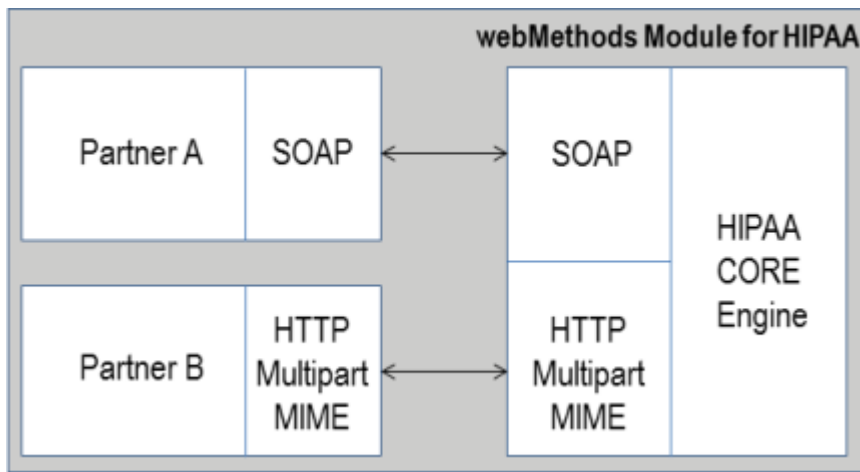 webMethods Module for HIPAA
Partner A
SOAP
SOAP
HIPAA
CORE
Engine
Partner B
HTTP
Multipart
MIME
HTTP
Multipart
MIME